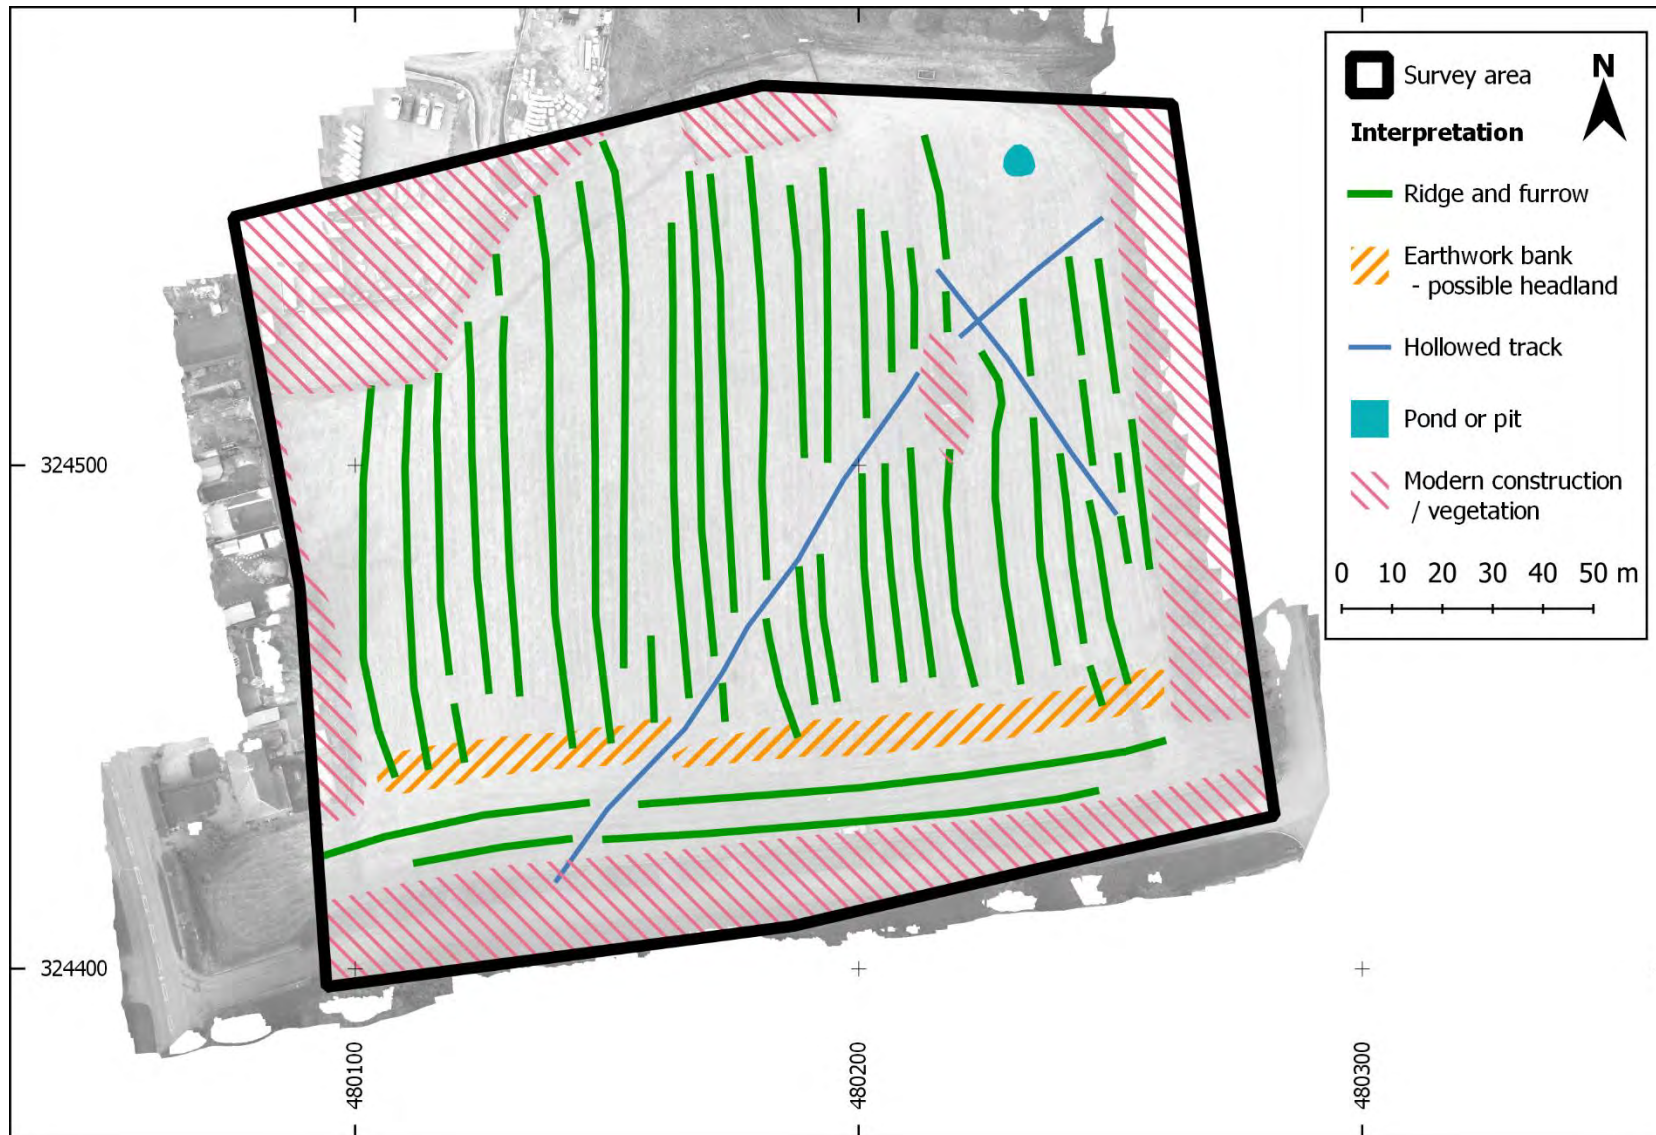 Survey area
N
Interpretation
Ridge and furrow
Earthwork bank
- possible headland
Hollowed track
Pond or pit
Modern construction
/ vegetation
0 10 20 30 40 50 m
324500
324400
480100
480200
480300